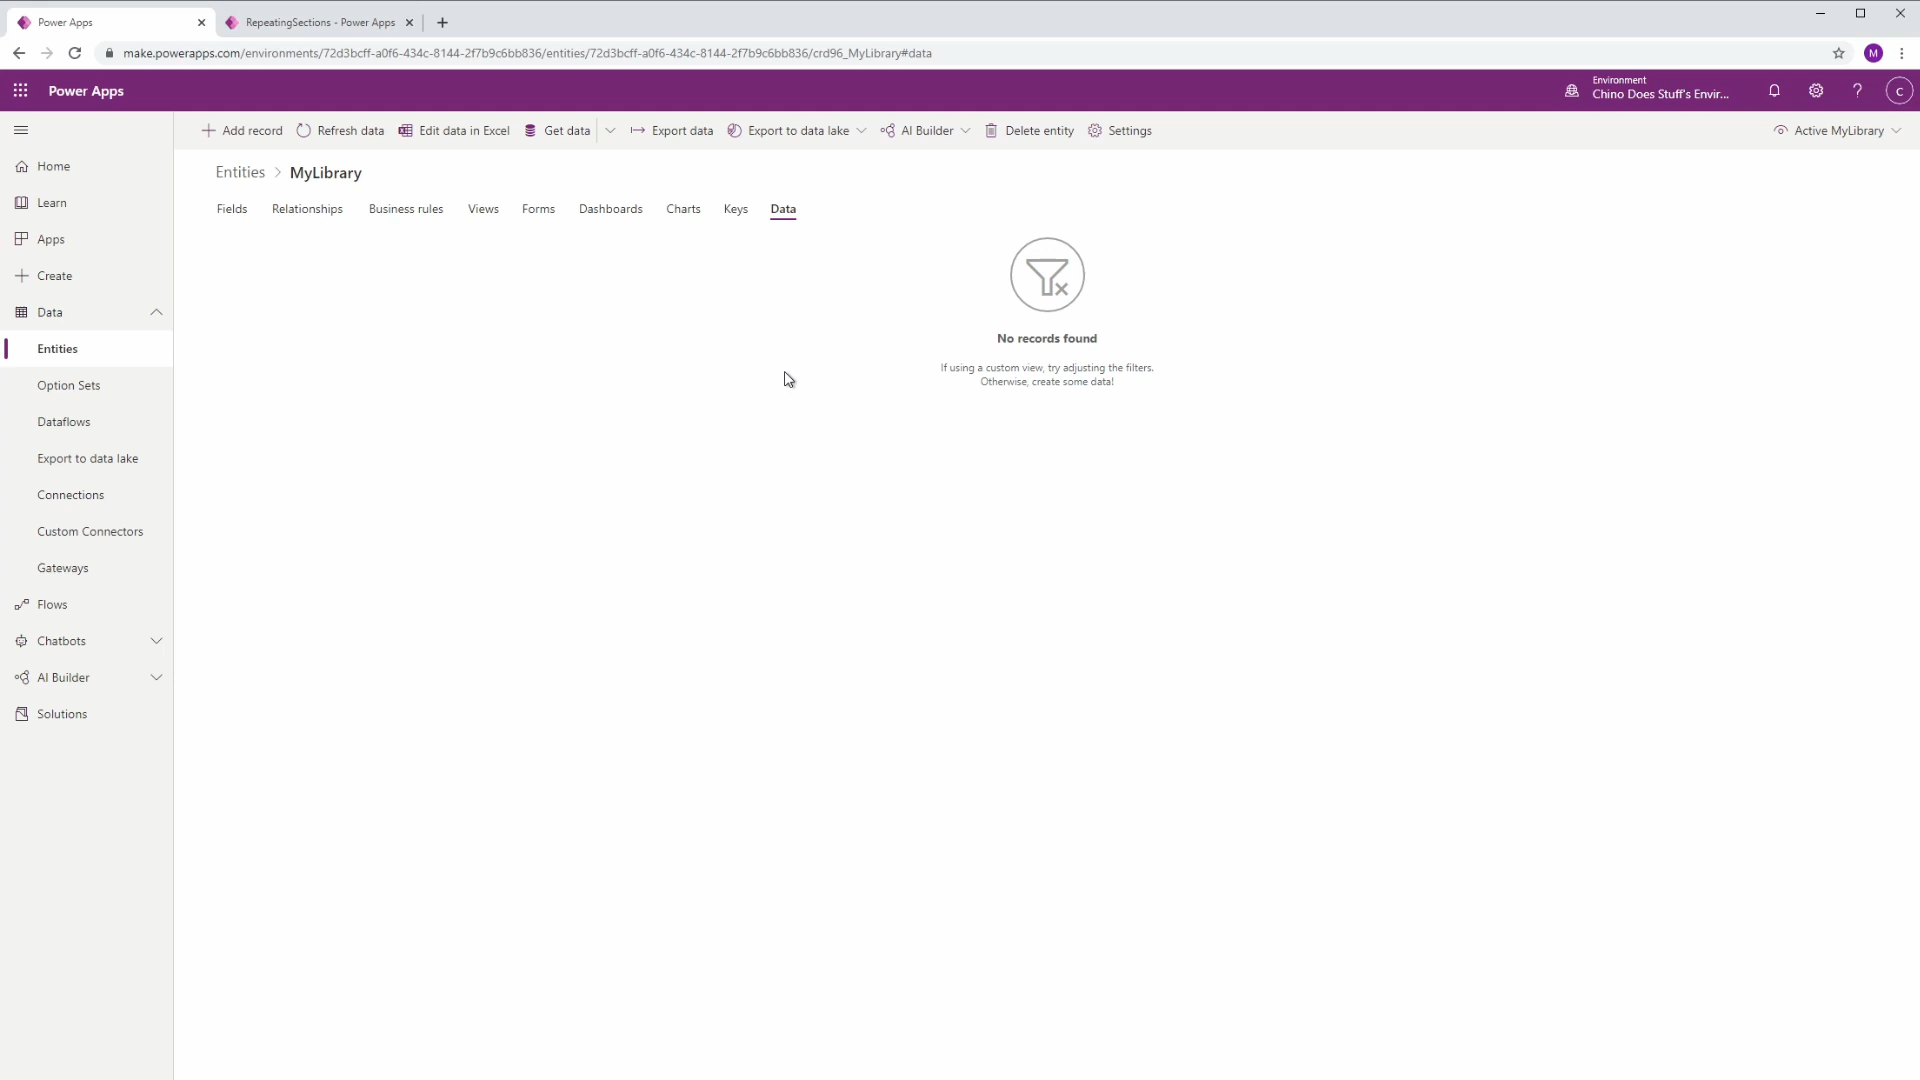 Power Apps
RepeatingSections - Power Apps
make.powerapps.com/environments/72d3bcff-a0f6-434c-8144-2f7b9c6bb836/entities/72d3bcff-a0f6-434c-8144-2f7b9c6bb836/crd96_MyLibrary#data
M
Power Apps
Environment
Chino Does Stuff's Envir...
?
C
Add record
Refresh data
Edit data in Excel
Get data
Export data
Export to data lake
AI Builder
Delete entity
Settings
Active MyLibrary
Home
Learn
Apps
Create
Data
Entities
Option Sets
Dataflows
Export to data lake
Connections
Custom Connectors
Gateways
Flows
Chatbots
AI Builder
Solutions
Entities > MyLibrary
Fields
Relationships
Business rules
Views
Forms
Dashboards
Charts
Keys
Data
No records found
If using a custom view, try adjusting the filters.
Otherwise, create some data!